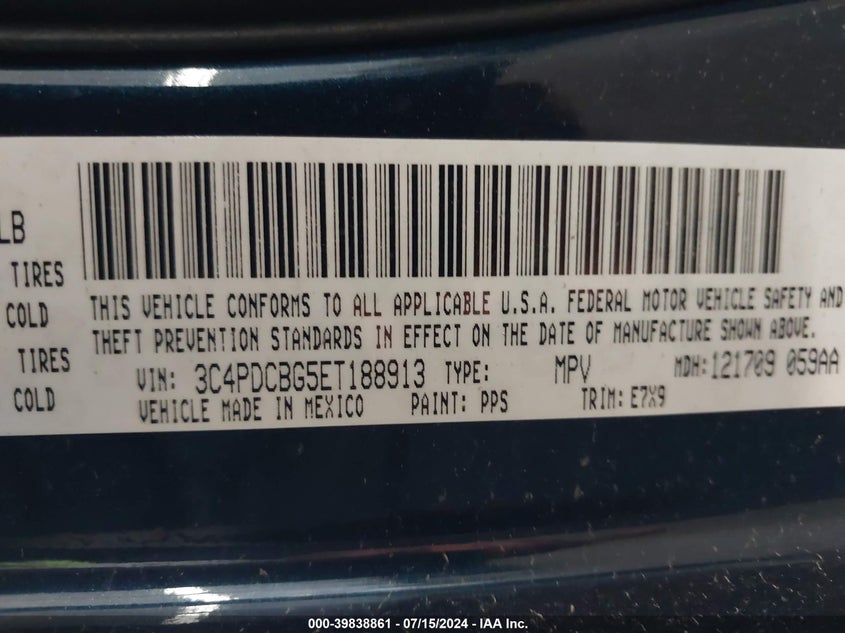 LB
TIRES
COLD
THIS VEHICLE CONFORMS TO ALL APPLICABLE U.S.A. FEDERAL MOTOR VEHICLE SAFETY AND
THEFT PREVENTION STANDARDS IN EFFECT ON THE DATE OF MANUFACTURE SHOWN ABOVE.
TIRES
VIN: 3C4PDCBG5ET188913 TYPE: MPV MDH: 121709 059AA
COLD
VEHICLE MADE IN MEXICO PAINT: PPS TRIM: E7X9
000-39838861 - 07/15/2024 - IAA Inc.